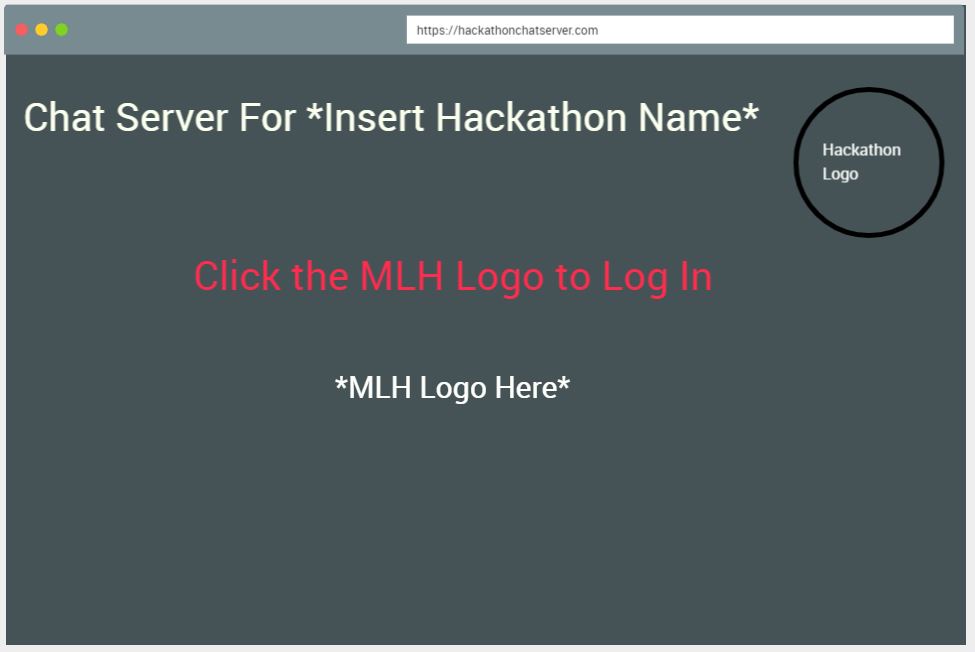 https://hackathonchatserver.com
Chat Server For *Insert Hackathon Name*
Hackathon
Logo
Click the MLH Logo to Log In
*MLH Logo Here*